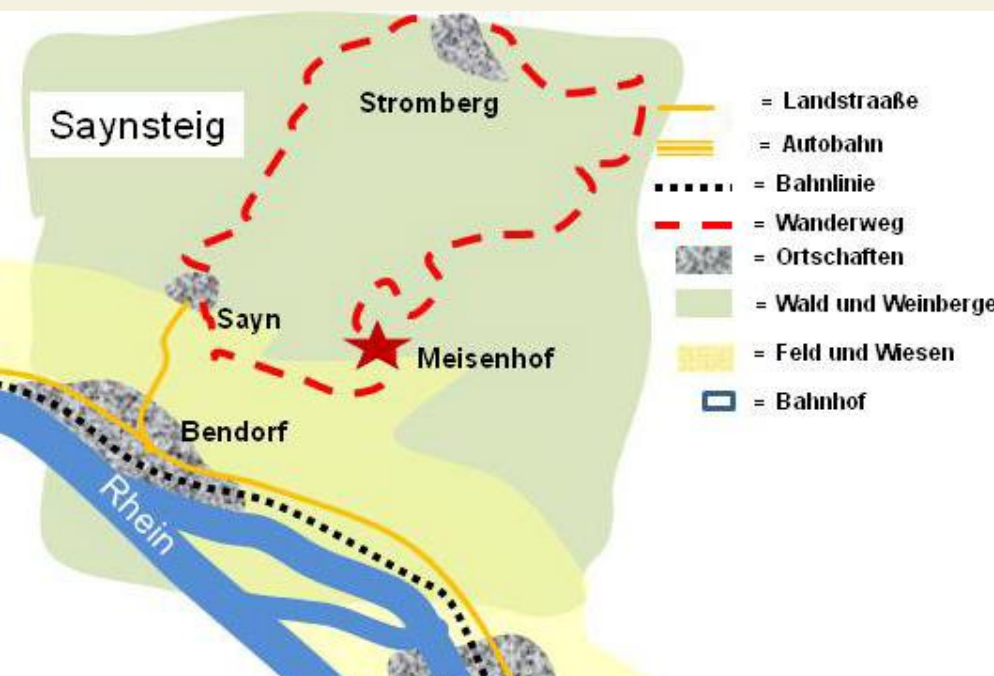 Stromberg
Saynsteig
Sayn
Meisenhof
Bendorf
Rhein
= Landstraaße
= Autobahn
= Bahnlinie
= Wanderweg
= Ortschaften
= Wald und Weinberge
= Feld und Wiesen
= Bahnhof